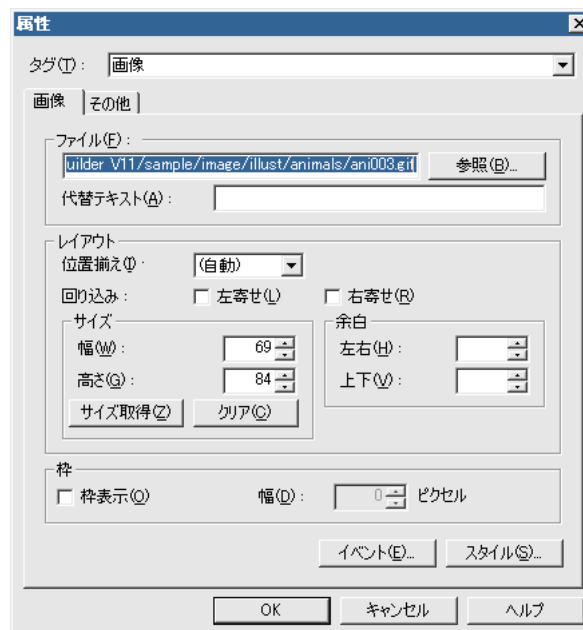 属性
タグ(T): 画像
画像 その他
ファイル(F):
uilder V11/sample/image/illust/animals/ani003.gif 参照(B)...
代替テキスト(A):
レイアウト
位置揃え(I): (自動)
回り込み: 左寄せ(L) 右寄せ(R)
サイズ 余白
幅(W): 69 左右(H):
高さ(G): 84 上下(V):
サイズ取得(Z) クリア(C)
枠
枠表示(O) 幅(D): 0 ピクセル
イベント(E)... スタイル(S)...
OK キャンセル ヘルプ